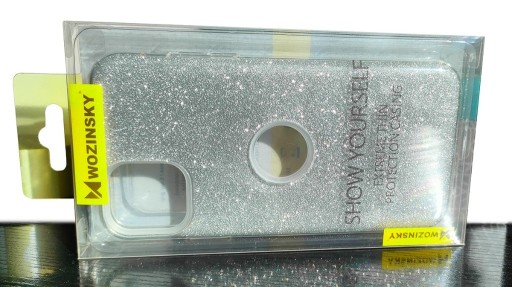 WOZINSKY
SHOW YOURSELF
EXTREME THIN
PROTECTION CASING
WOZINSKY